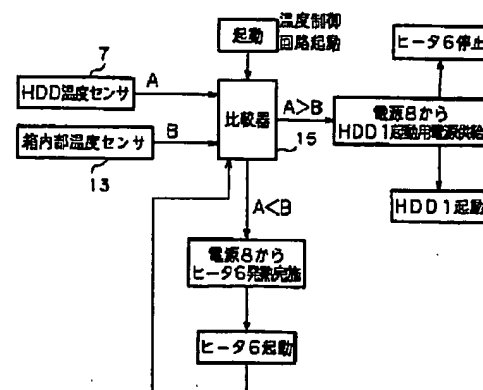 起動
温度制御
回路起動
7
HDD温度センサ
A
箱内部温度センサ
B
13
比較器
15
A>B
ヒータ6停止
電源8から
HDD1起動用電源供給
HDD1起動
A<B
電源8から
ヒータ6発熱実施
ヒータ6起動